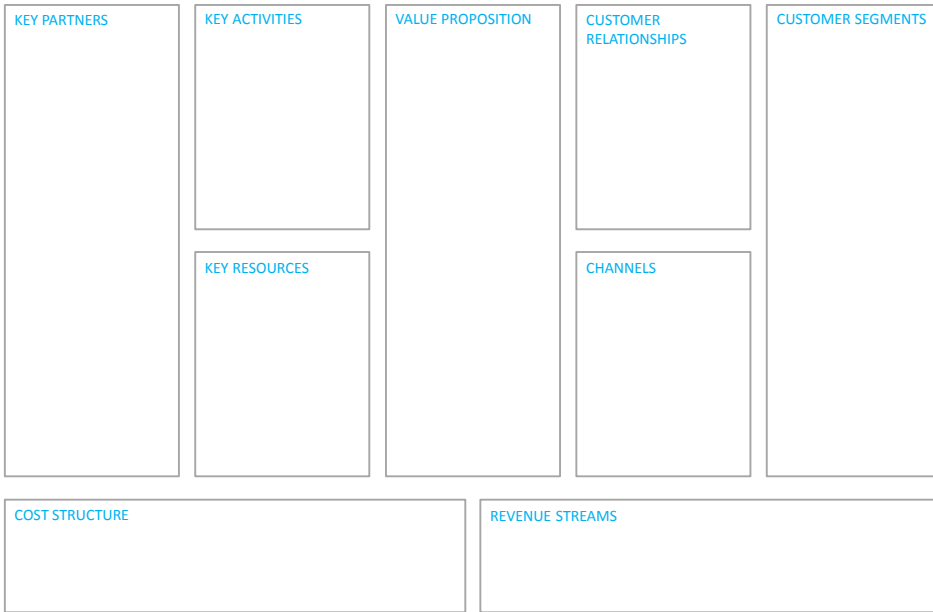 KEY PARTNERS
KEY ACTIVITIES
VALUE PROPOSITION
CUSTOMER
RELATIONSHIPS
CUSTOMER SEGMENTS
KEY RESOURCES
CHANNELS
COST STRUCTURE
REVENUE STREAMS